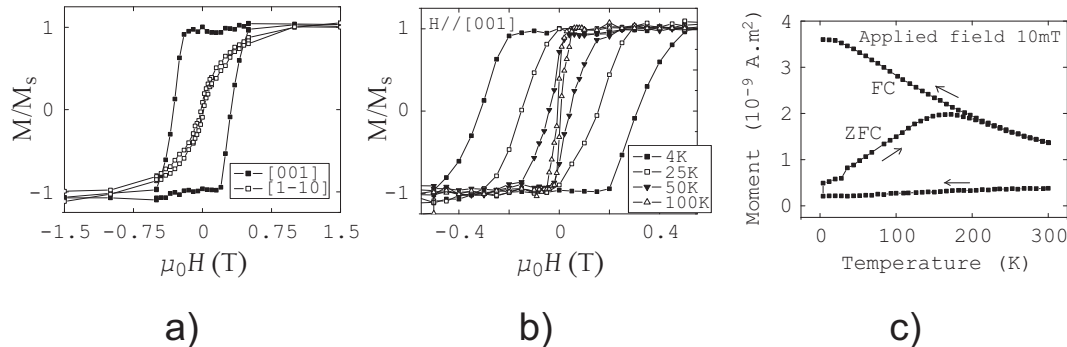 M/Ms
1
0
-1
[001]
[1-10]
-1.5 -0.75 0 0.75 1.5
μ0H (T)
a)
M/Ms
H//[001]
1
0
-1
4K
25K
50K
100K
-0.4 0 0.4
μ0H (T)
b)
Moment (10-9 A.m2)
Applied field 10mT
4
3
2
1
0
FC
ZFC
0 100 200 300
Temperature (K)
c)